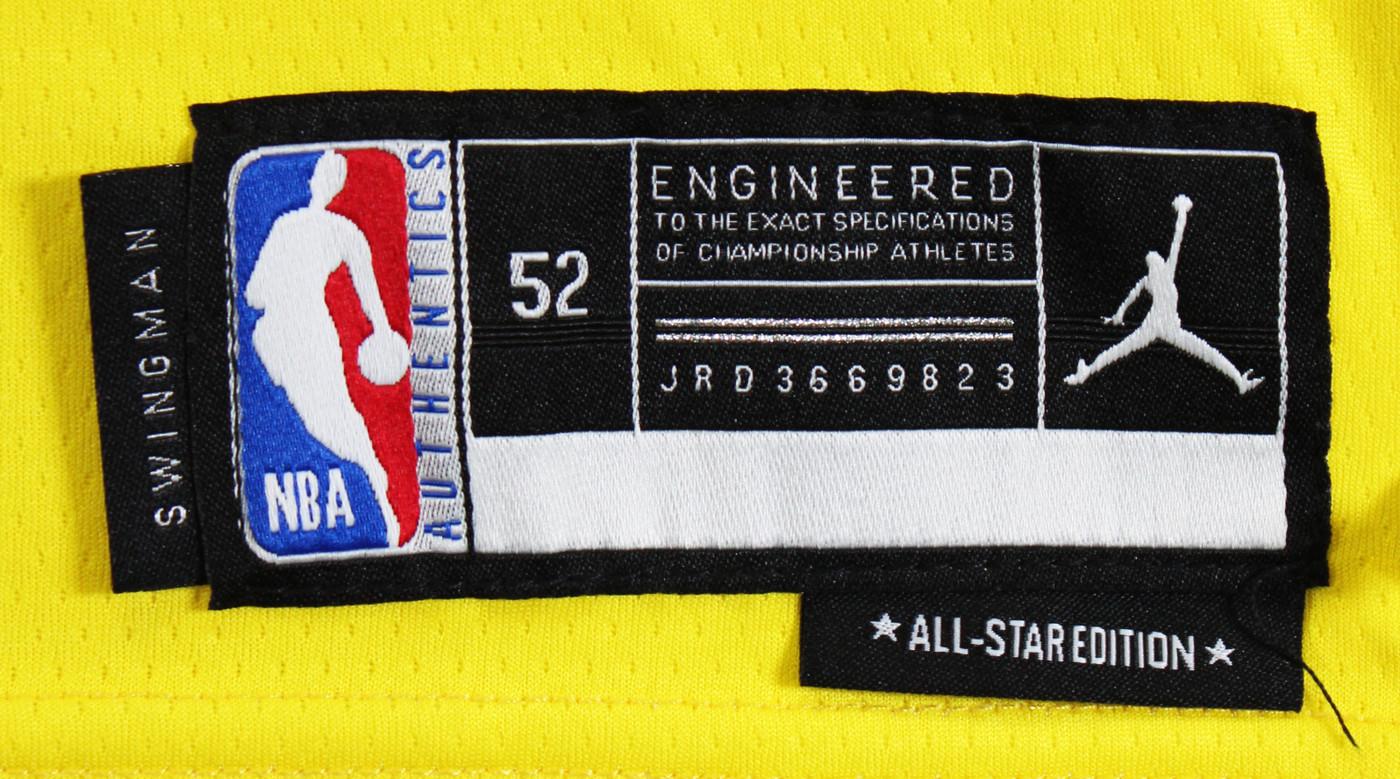 SWINGMAN
NBA
AUTHENTICS
52
ENGINEERED
TO THE EXACT SPECIFICATIONS
OF CHAMPIONSHIP ATHLETES
JRD3669823
★ALL-STAR EDITION★